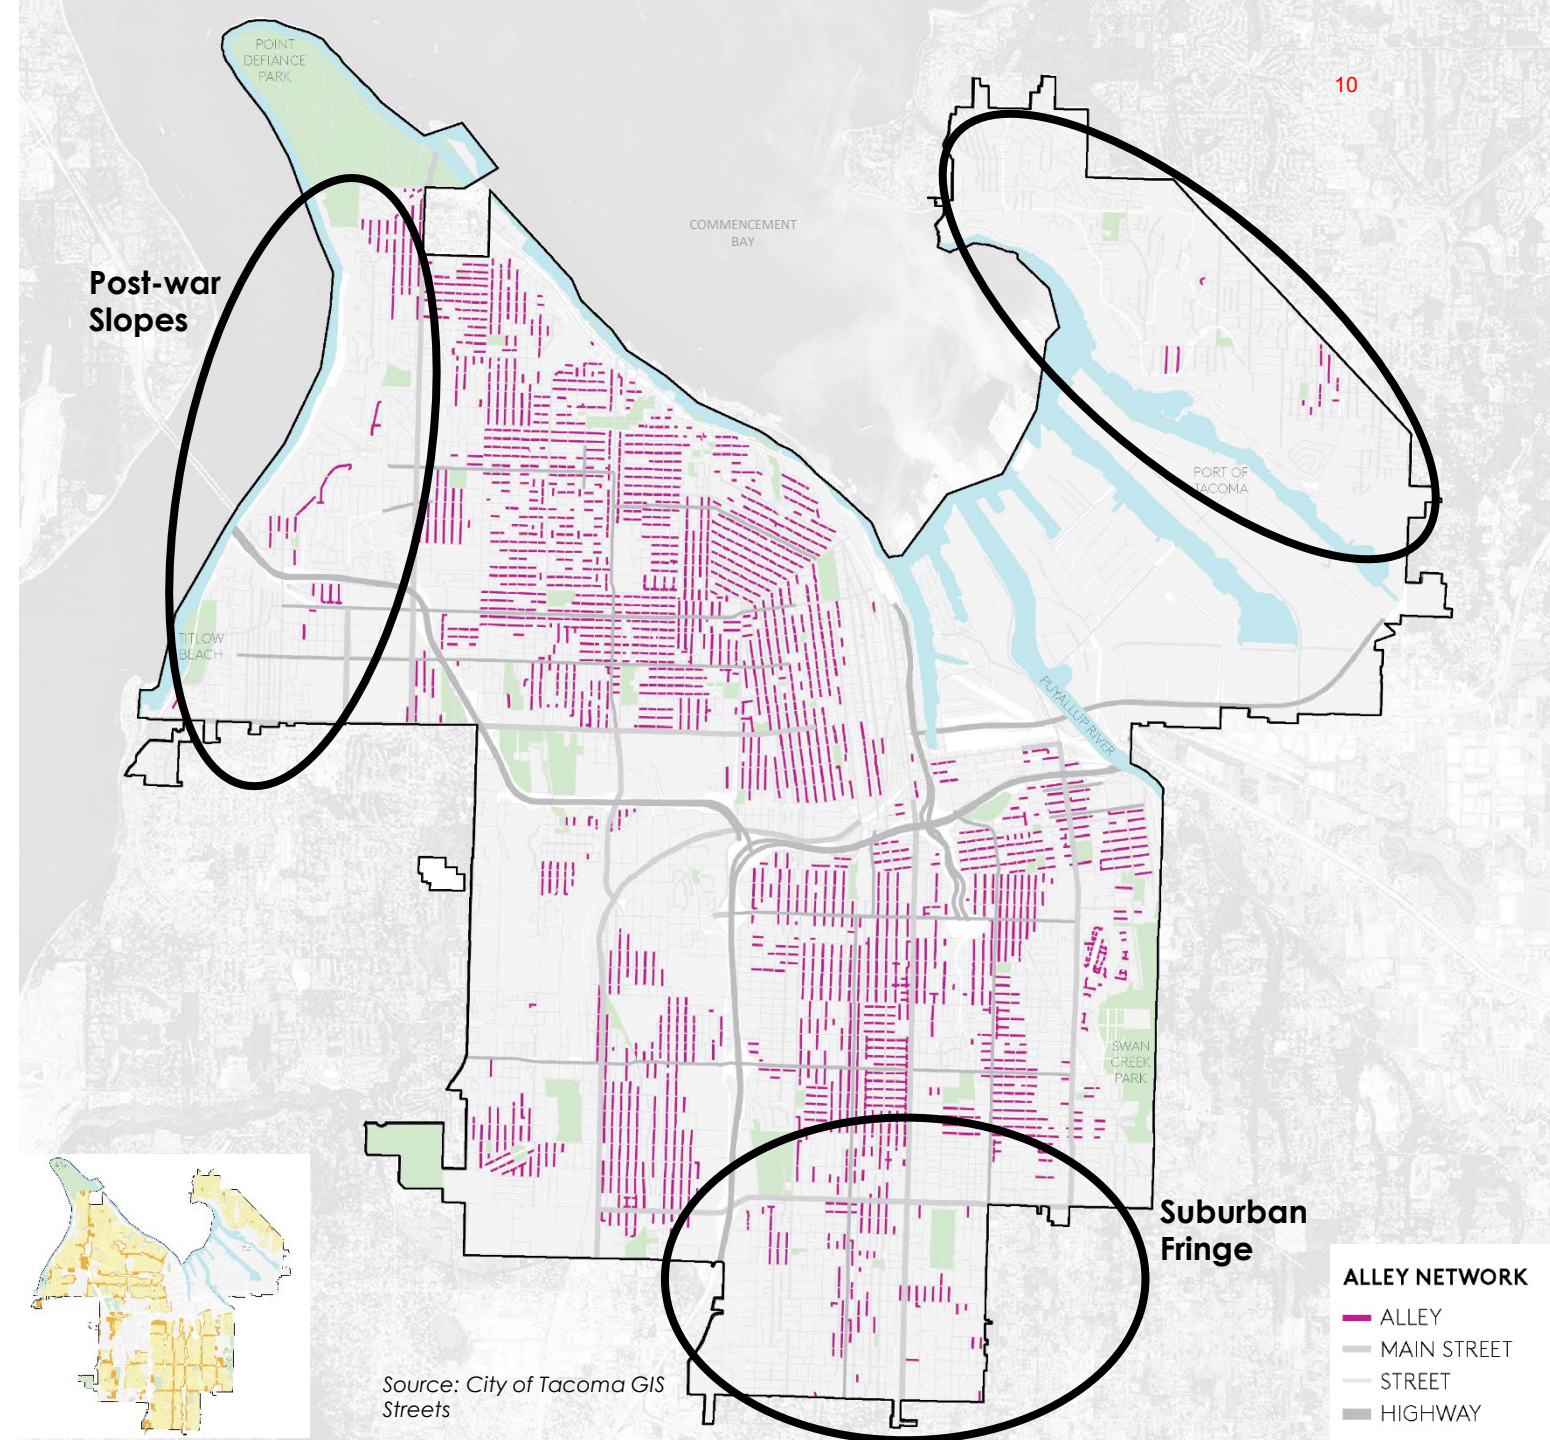 POINT
DEFIANCE
PARK
10
COMMENCEMENT
BAY
Post-war
Slopes
PORT OF
TACOMA
TITLOW
BEACH
PUYALLUP RIVER
SWAN
CREEK
PARK
Suburban
Fringe
ALLEY NETWORK
ALLEY
MAIN STREET
STREET
HIGHWAY
Source: City of Tacoma GIS
Streets